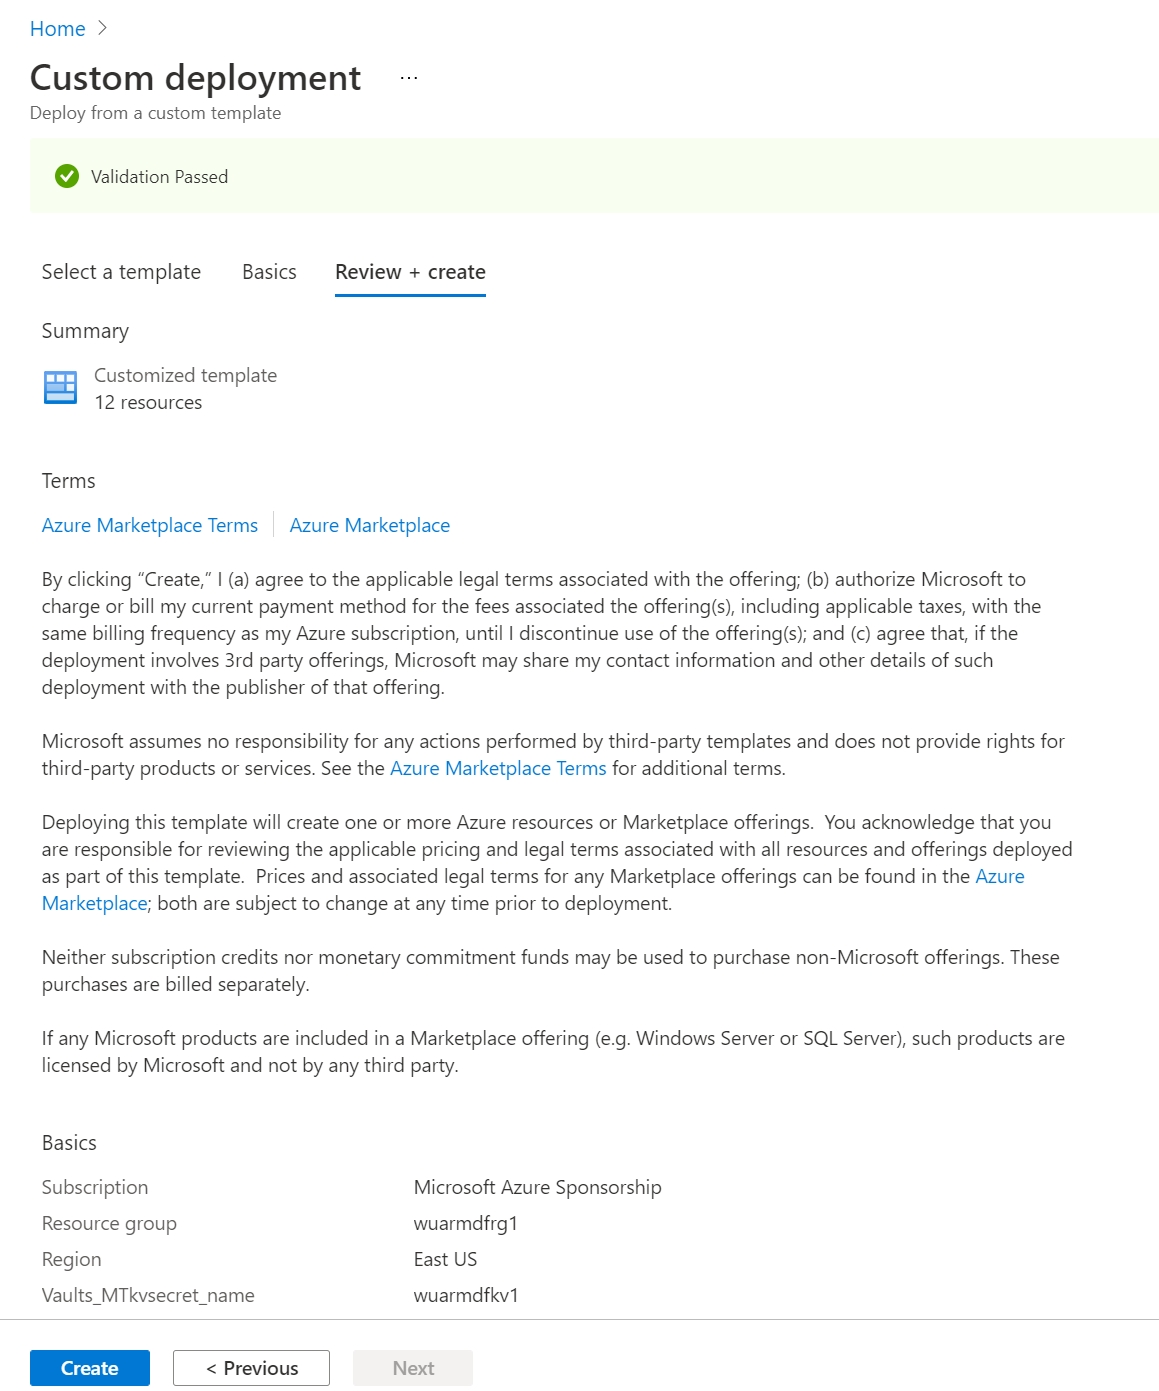 Home >
Custom deployment ...
Deploy from a custom template
Validation Passed
Select a template Basics Review + create
Summary
Customized template
12 resources
Terms
Azure Marketplace Terms Azure Marketplace
By clicking “Create,” I (a) agree to the applicable legal terms associated with the offering; (b) authorize Microsoft to
charge or bill my current payment method for the fees associated the offering(s), including applicable taxes, with the
same billing frequency as my Azure subscription, until I discontinue use of the offering(s); and (c) agree that, if the
deployment involves 3rd party offerings, Microsoft may share my contact information and other details of such
deployment with the publisher of that offering.
Microsoft assumes no responsibility for any actions performed by third-party templates and does not provide rights for
third-party products or services. See the Azure Marketplace Terms for additional terms.
Deploying this template will create one or more Azure resources or Marketplace offerings.  You acknowledge that you
are responsible for reviewing the applicable pricing and legal terms associated with all resources and offerings deployed
as part of this template.  Prices and associated legal terms for any Marketplace offerings can be found in the Azure
Marketplace; both are subject to change at any time prior to deployment.
Neither subscription credits nor monetary commitment funds may be used to purchase non-Microsoft offerings. These
purchases are billed separately.
If any Microsoft products are included in a Marketplace offering (e.g. Windows Server or SQL Server), such products are
licensed by Microsoft and not by any third party.
Basics
Subscription Microsoft Azure Sponsorship
Resource group wuarmdfrg1
Region East US
Vaults_MTkvsecret_name wuarmdfkv1
Create < Previous Next